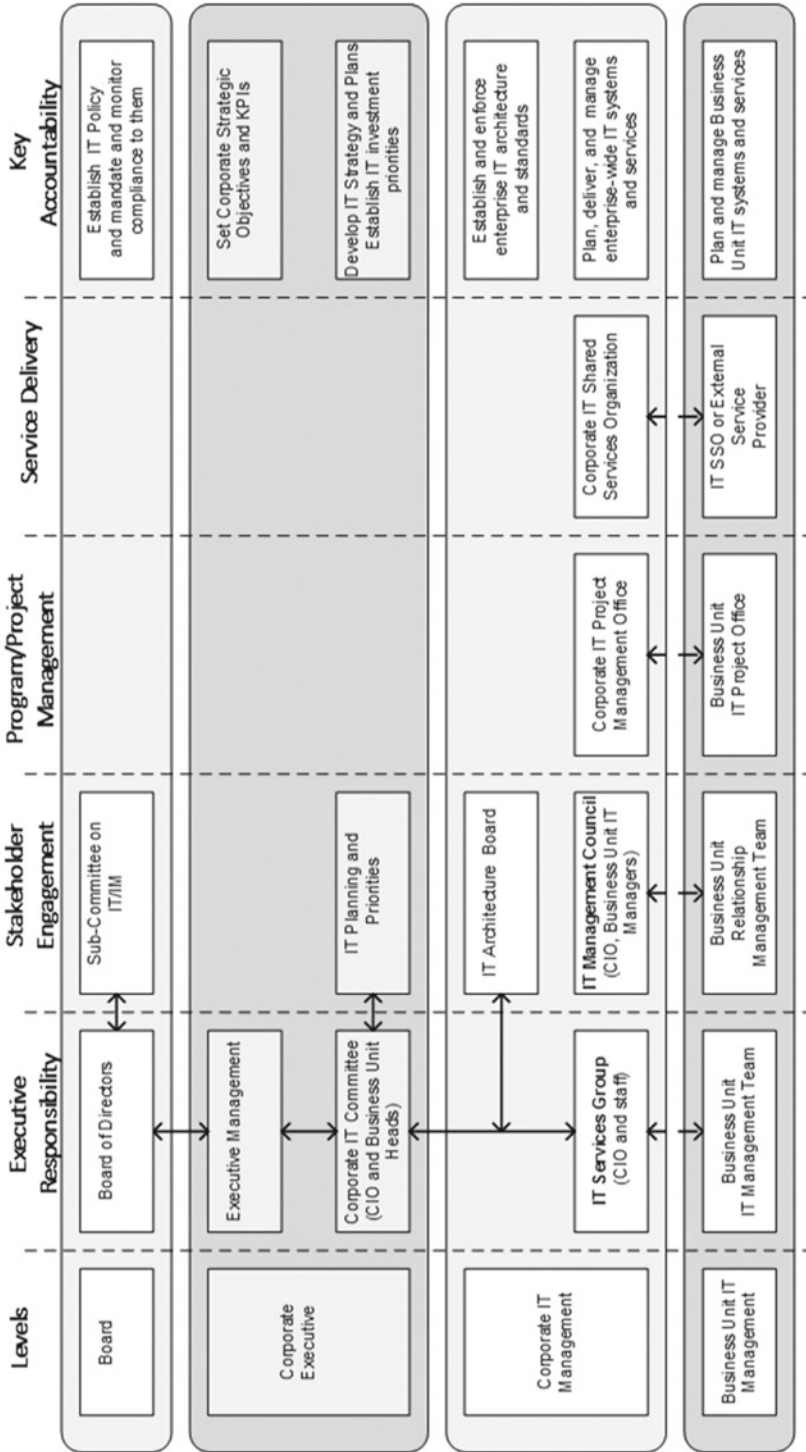 Levels
Executive
Responsibility
Stakeholder
Engagement
Program/Project
Management
Service Delivery
Key
Accountability
Board
Board of Directors
Sub-Committee on
IT/IM
Establish IT Policy
and mandate and monitor
compliance to them
Corporate
Executive
Executive Management
Set Corporate Strategic
Objectives and KPIs
Corporate IT Committee
(CIO and Business Unit
Heads)
IT Planning and
Priorities
Develop IT Strategy and Plans
Establish IT investment
priorities
Corporate IT
Management
IT Architecture Board
Establish and enforce
enterprise IT architecture
and standards
IT Services Group
(CIO and staff)
IT Management Council
(CIO, Business Unit IT
Managers)
Corporate IT Project
Management Office
Corporate IT Shared
Services Organization
Plan, deliver, and manage
enterprise-wide IT systems
and services
Business Unit IT
Management
Business Unit
IT Management Team
Business Unit
Relationship
Management Team
Business Unit
IT Project Office
IT SSO or External
Service
Provider
Plan and manage Business
Unit IT systems and services